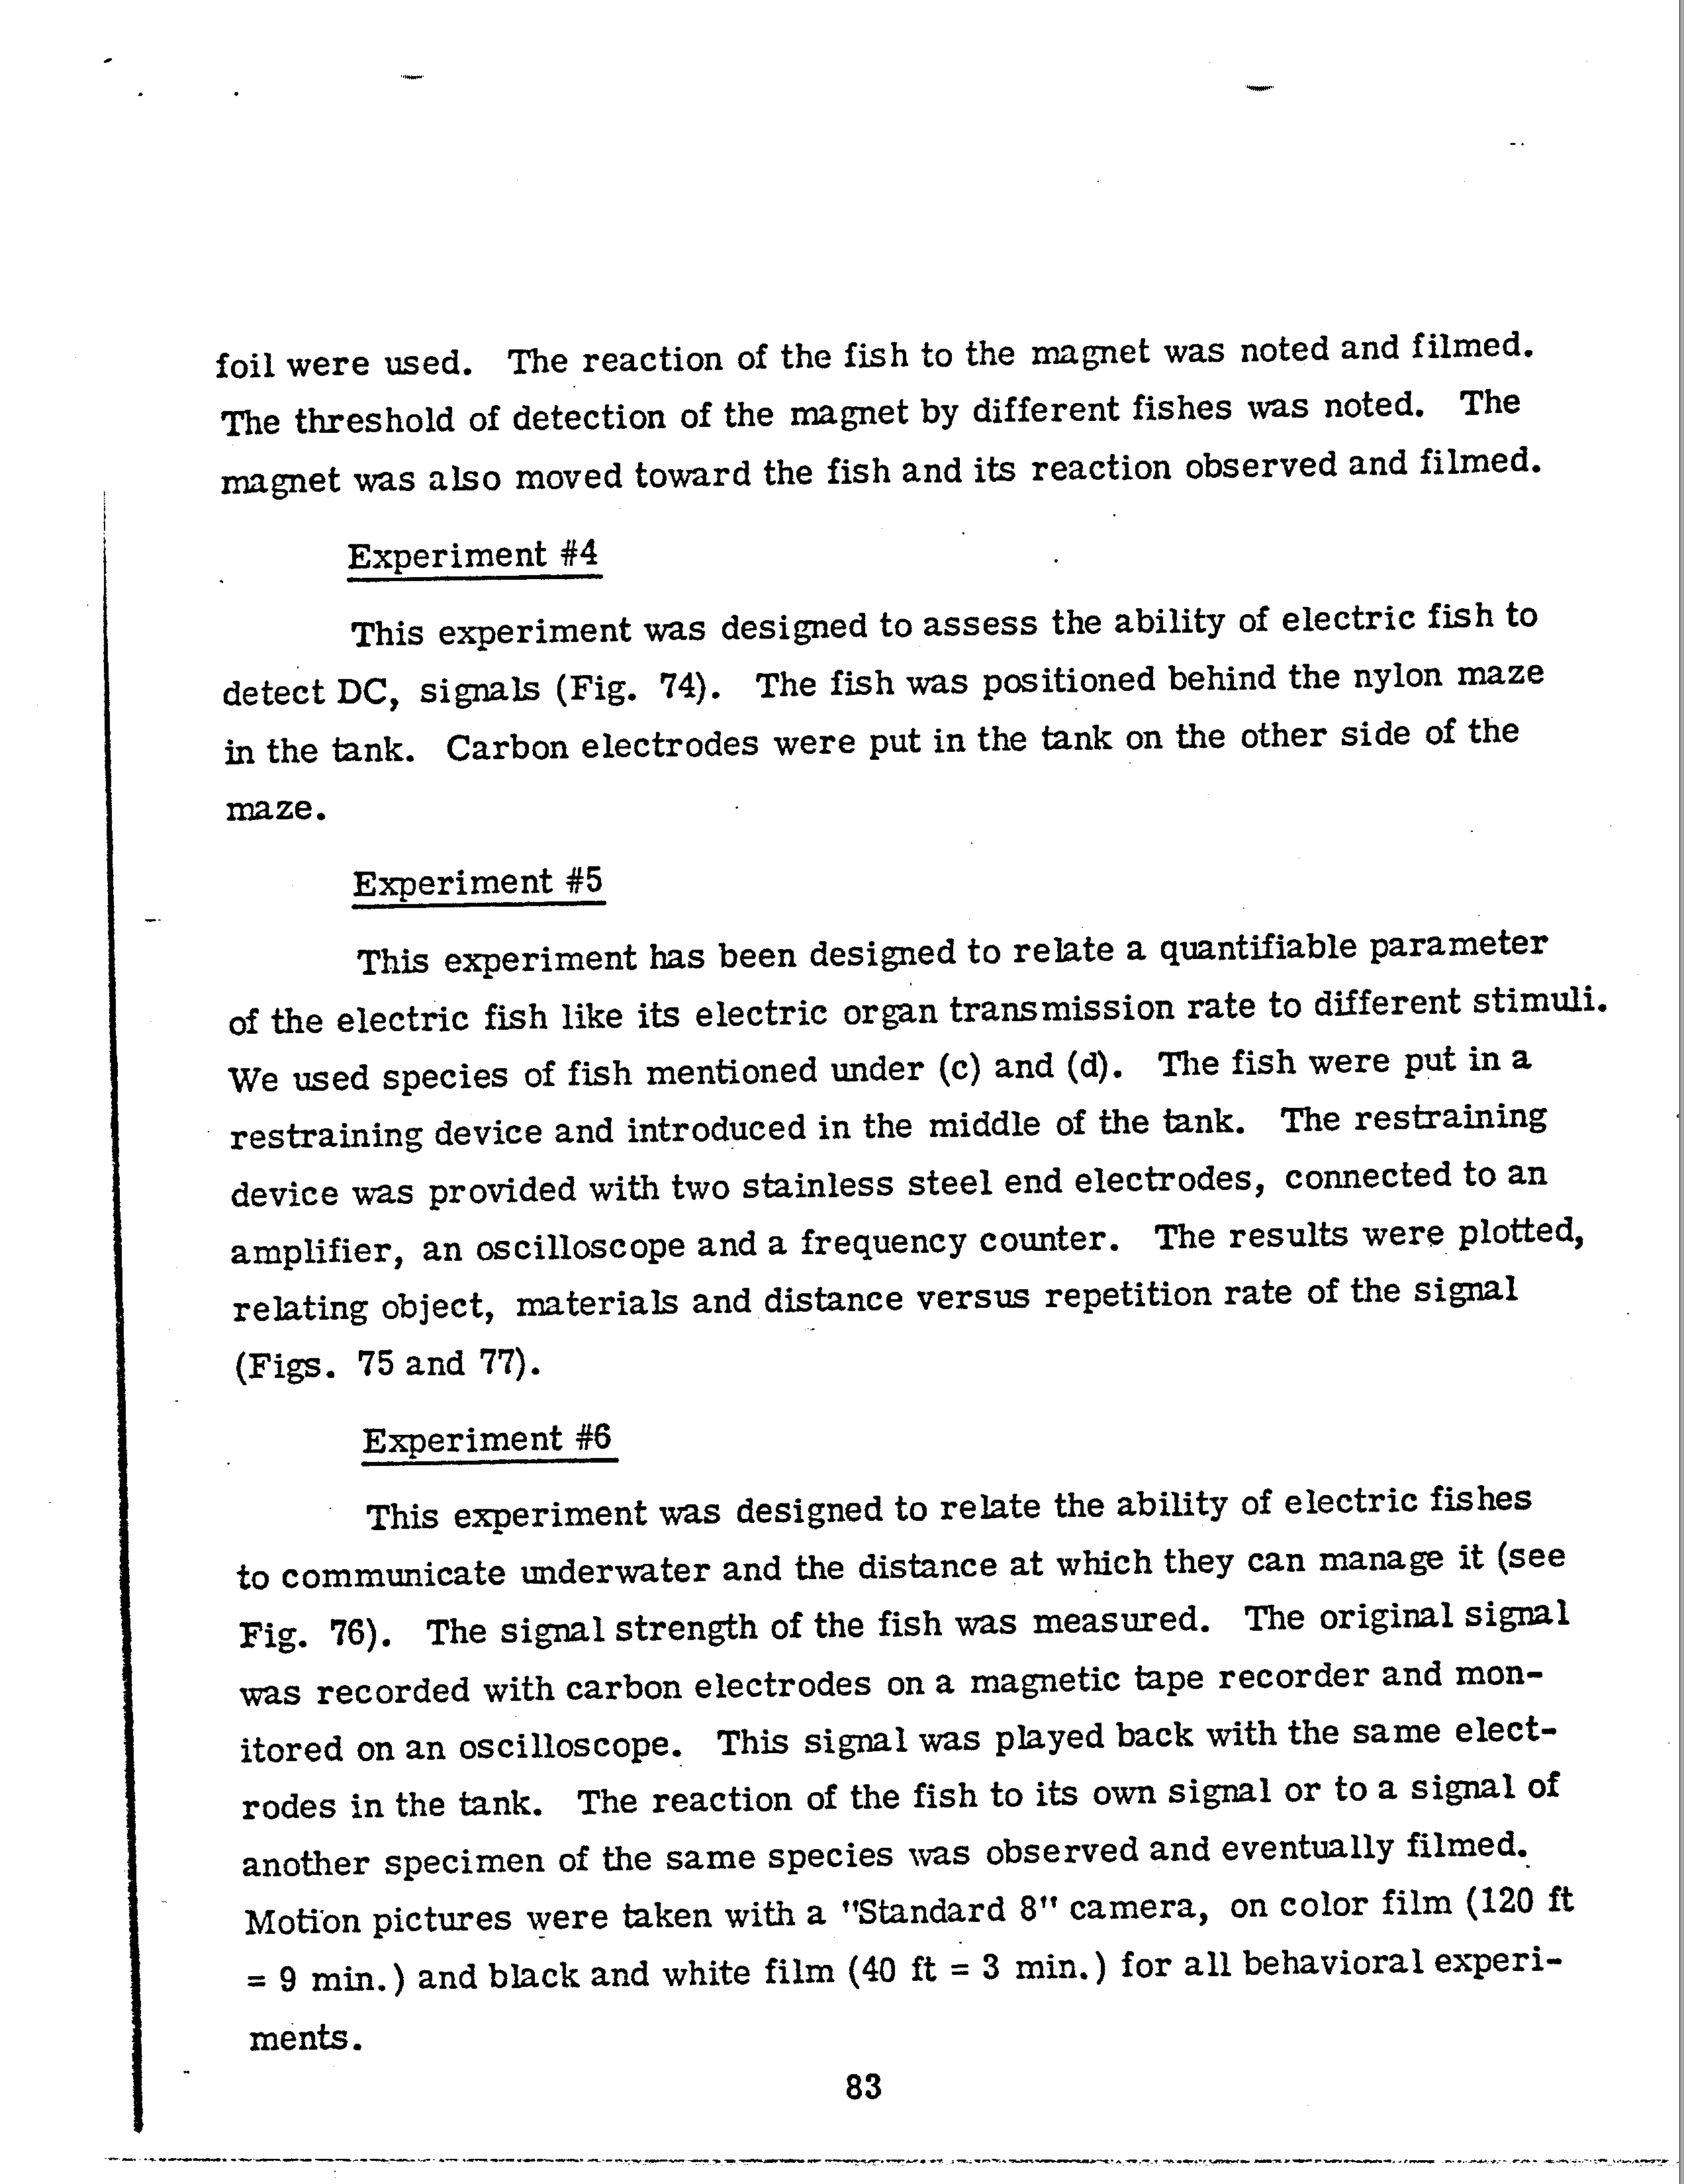 foil were used. The reaction of the fish to the magnet was noted and filmed.
The threshold of detection of the magnet by different fishes was noted. The
magnet was also moved toward the fish and its reaction observed and filmed.
Experiment #4
This experiment was designed to assess the ability of electric fish to
detect DC, signals (Fig. 74). The fish was positioned behind the nylon maze
in the tank. Carbon electrodes were put in the tank on the other side of the
maze.
Experiment #5
This experiment has been designed to relate a quantifiable parameter
of the electric fish like its electric organ transmission rate to different stimuli.
We used species of fish mentioned under (c) and (d). The fish were put in a
restraining device and introduced in the middle of the tank. The restraining
device was provided with two stainless steel end electrodes, connected to an
amplifier, an oscilloscope and a frequency counter. The results were plotted,
relating object, materials and distance versus repetition rate of the signal
(Figs. 75 and 77).
Experiment #6
This experiment was designed to relate the ability of electric fishes
to communicate underwater and the distance at which they can manage it (see
Fig. 76). The signal strength of the fish was measured. The original signal
was recorded with carbon electrodes on a magnetic tape recorder and mon-
itored on an oscilloscope. This signal was played back with the same elect-
rodes in the tank. The reaction of the fish to its own signal or to a signal of
another specimen of the same species was observed and eventually filmed.
Motion pictures were taken with a "Standard 8" camera, on color film (120 ft
= 9 min.) and black and white film (40 ft = 3 min.) for all behavioral experi-
ments.
83